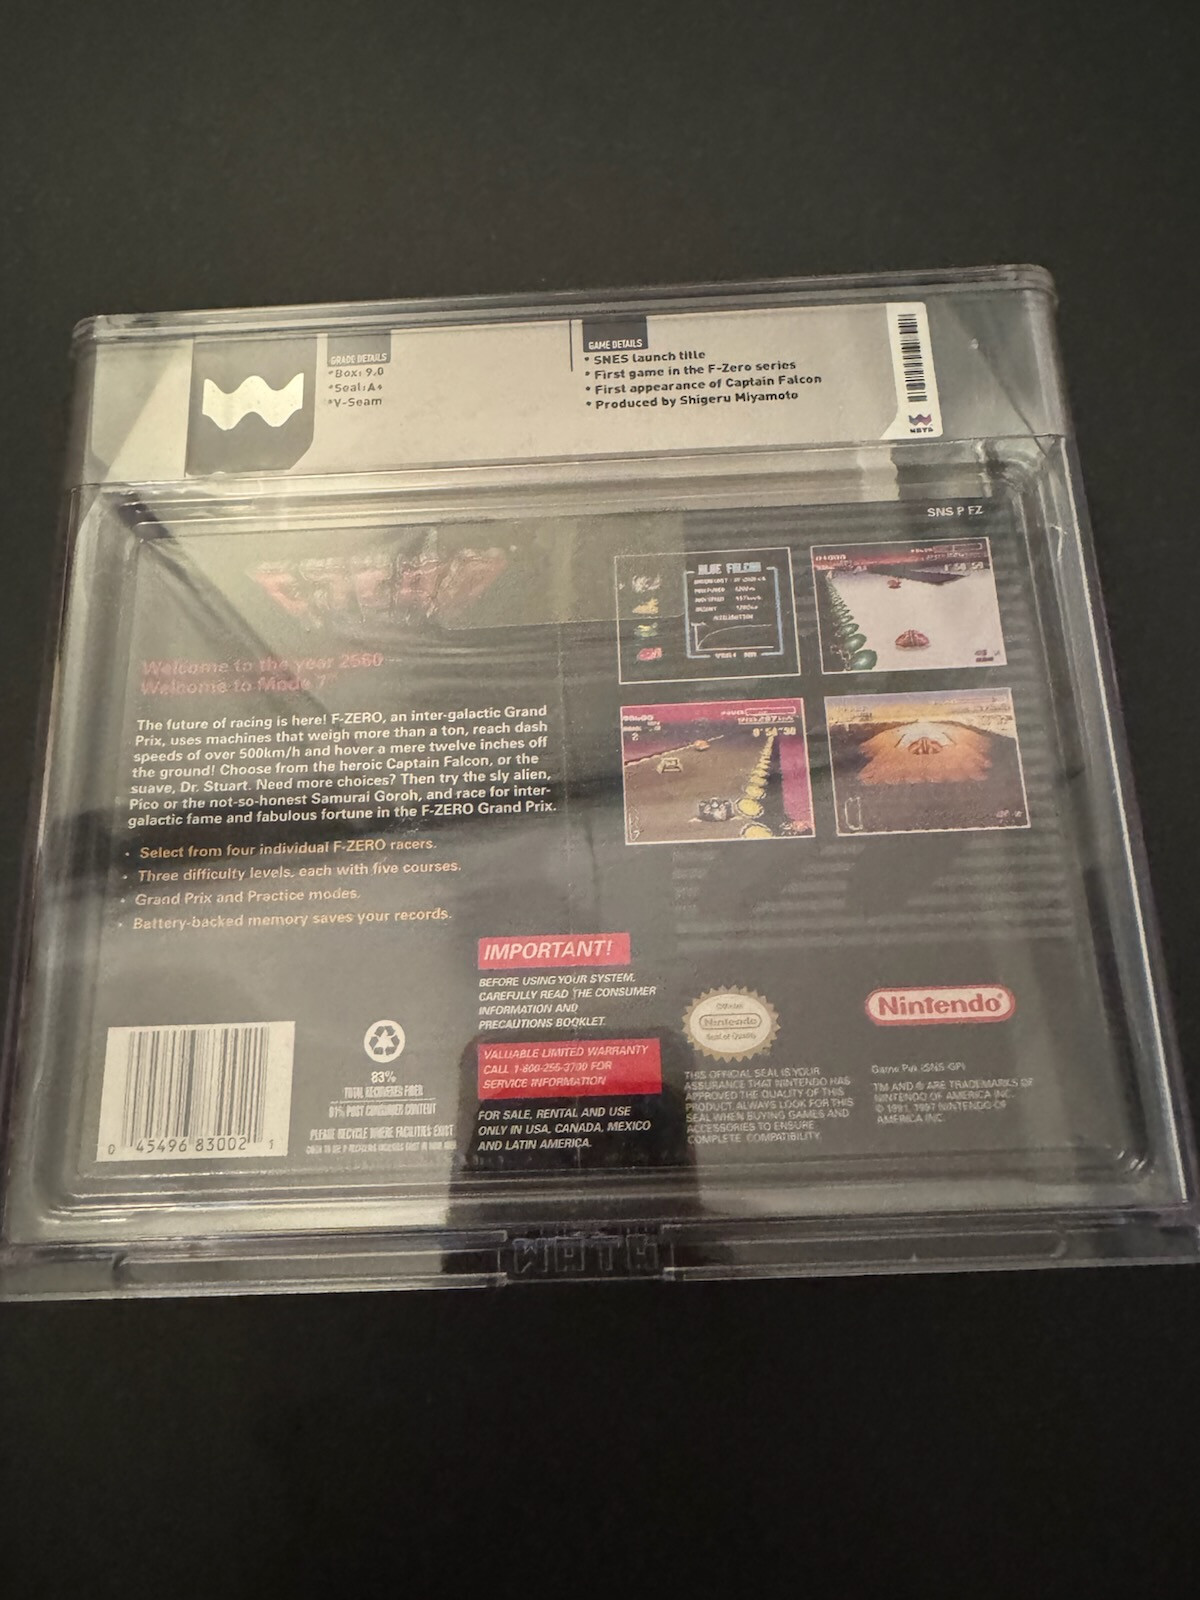 GRADE DETAILS
*Box: 9.0
*Seal: A+
*V-Seam
GAME DETAILS
* SNES launch title
* First game in the F-Zero series
* First appearance of Captain Falcon
* Produced by Shigeru Miyamoto
WATA
SNS P FZ
F-ZERO
BLUE FALCON
Welcome to the year 2560
Welcome to Mode 7
The future of racing is here! F-ZERO, an inter-galactic Grand
Prix, uses machines that weigh more than a ton, reach dash
speeds of over 500km/h and hover a mere twelve inches off
the ground! Choose from the heroic Captain Falcon, or the
suave, Dr. Stuart. Need more choices? Then try the sly alien,
Pico or the not-so-honest Samurai Goroh, and race for inter-
galactic fame and fabulous fortune in the F-ZERO Grand Prix.
• Select from four individual F-ZERO racers.
• Three difficulty levels, each with five courses.
• Grand Prix and Practice modes.
• Battery-backed memory saves your records.
IMPORTANT!
BEFORE USING YOUR SYSTEM,
CAREFULLY READ THE CONSUMER
INFORMATION AND
PRECAUTIONS BOOKLET.
VALUABLE LIMITED WARRANTY
CALL 1-800-255-3700 FOR
SERVICE INFORMATION
FOR SALE, RENTAL AND USE
ONLY IN USA, CANADA, MEXICO
AND LATIN AMERICA.
0 45496 83002 1
83%
TOTAL RECOVERED FIBER
PLEASE RECYCLE WHERE FACILITIES EXIST
Official
Nintendo
Seal of Quality
THIS OFFICIAL SEAL IS YOUR
ASSURANCE THAT NINTENDO HAS
APPROVED THE QUALITY OF THIS
PRODUCT. ALWAYS LOOK FOR THIS
SEAL WHEN BUYING GAMES AND
ACCESSORIES TO ENSURE
COMPLETE COMPATIBILITY.
Nintendo®
Game Pak (SNS-GP)
TM AND ® ARE TRADEMARKS OF
NINTENDO OF AMERICA INC.
© 1991, 1997 NINTENDO OF
AMERICA INC.
WATA